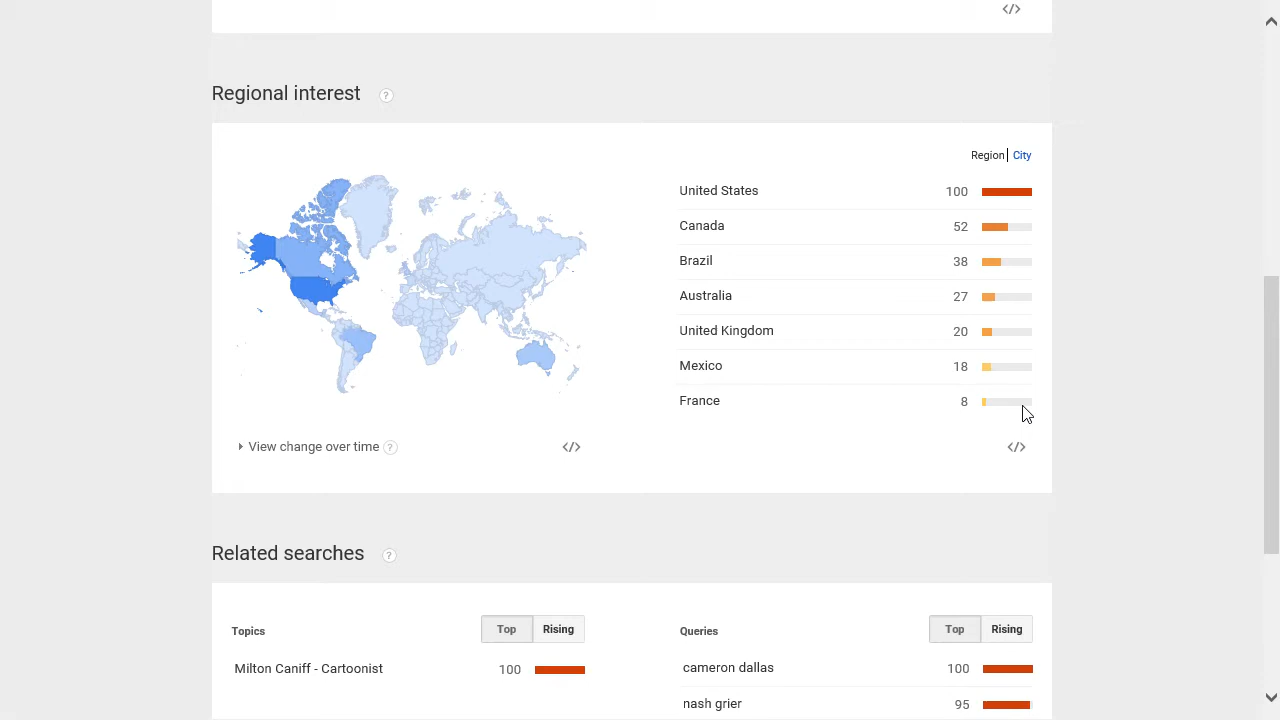 </>
Regional interest ?
Region | City
United States 100
Canada 52
Brazil 38
Australia 27
United Kingdom 20
Mexico 18
France 8
View change over time ? </>
</>
Related searches ?
Topics Top Rising
Milton Caniff - Cartoonist 100
Queries Top Rising
cameron dallas 100
nash grier 95